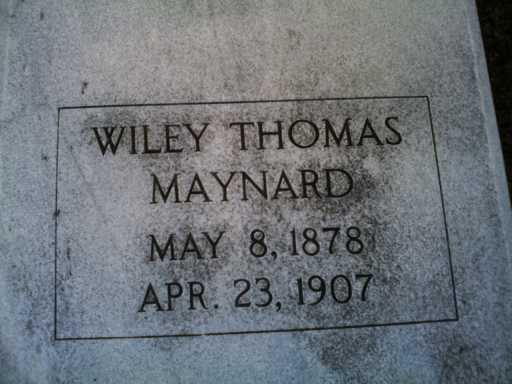 WILEY THOMAS
MAYNARD
MAY 8, 1878
APR. 23, 1907